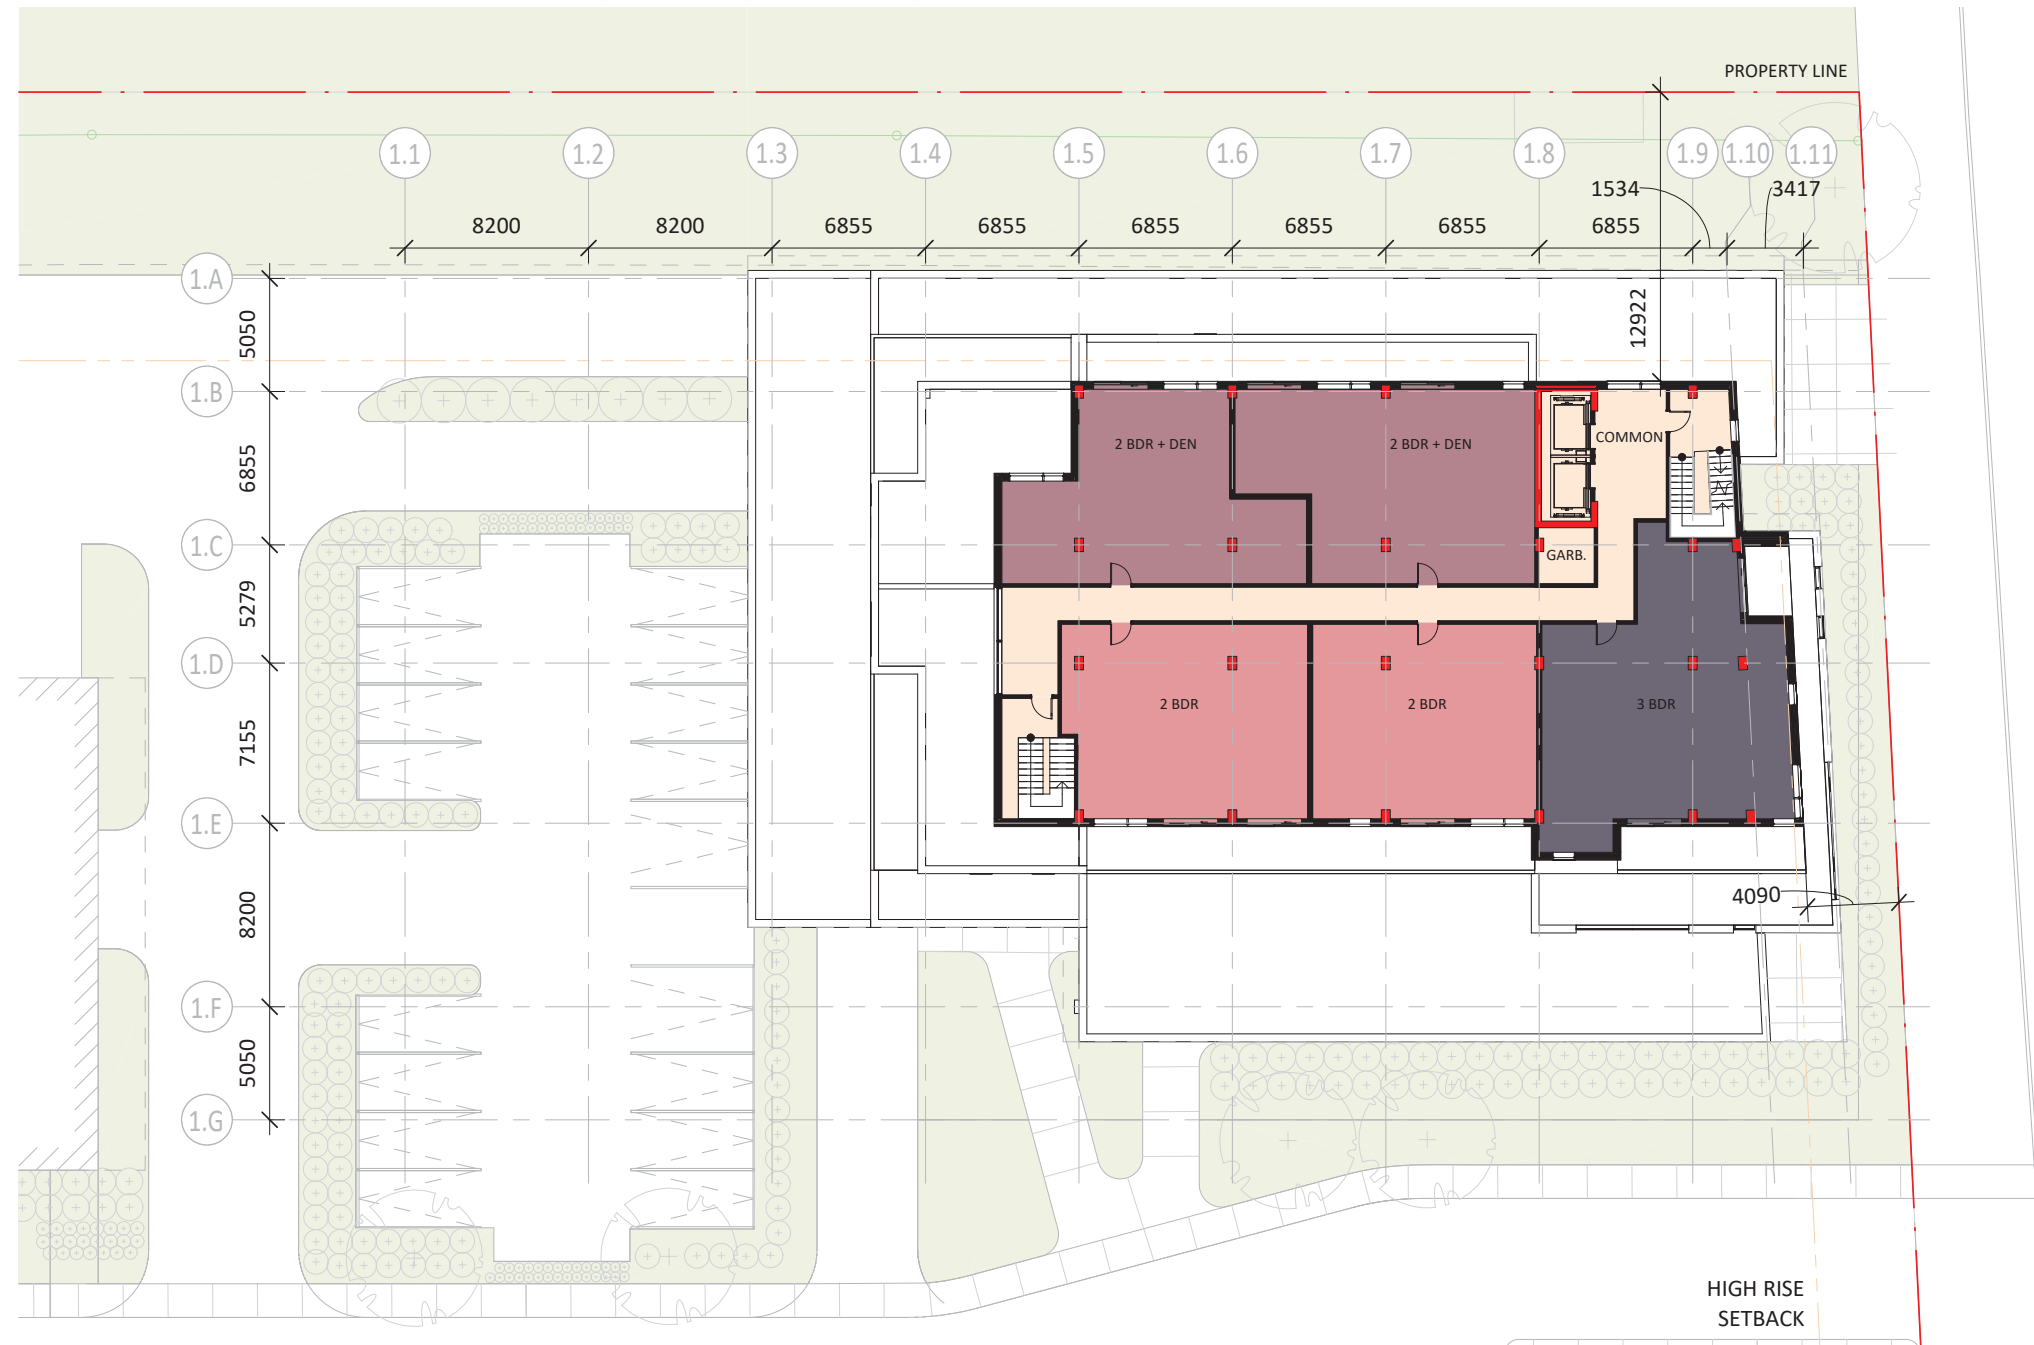 PROPERTY LINE
1.1
1.2
1.3
1.4
1.5
1.6
1.7
1.8
1.9
1.10
1.11
1534
3417
8200
8200
6855
6855
6855
6855
6855
6855
1.A
5050
12922
1.B
6855
2 BDR + DEN
2 BDR + DEN
COMMON
1.C
GARB.
5279
1.D
7155
2 BDR
2 BDR
3 BDR
1.E
8200
4090
1.F
5050
1.G
HIGH RISE
SETBACK